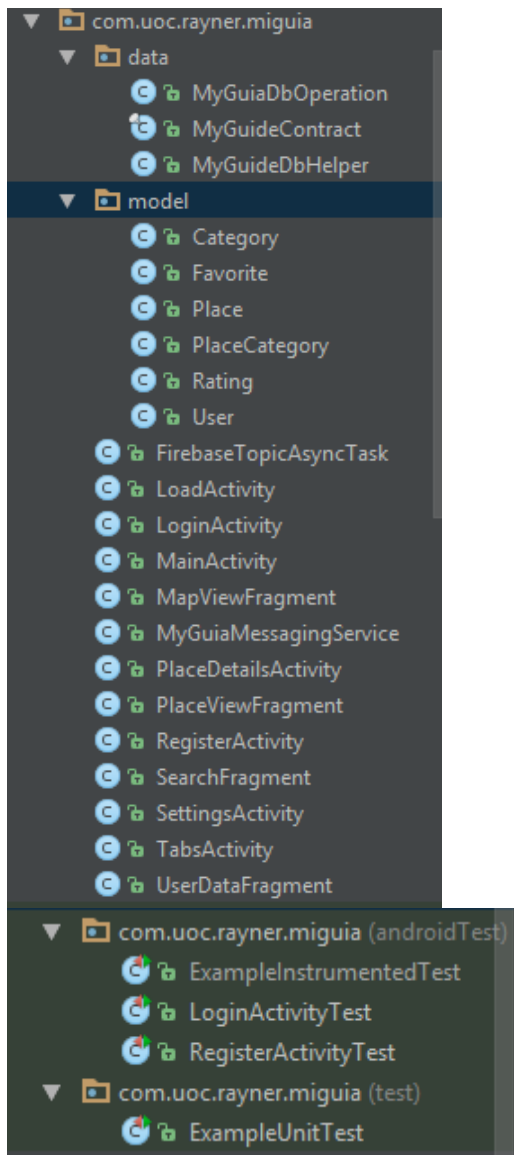 com.uoc.rayner.miguia
data
MyGuiaDbOperation
MyGuideContract
MyGuideDbHelper
model
Category
Favorite
Place
PlaceCategory
Rating
User
FirebaseTopicAsyncTask
LoadActivity
LoginActivity
MainActivity
MapViewFragment
MyGuiaMessagingService
PlaceDetailsActivity
PlaceViewFragment
RegisterActivity
SearchFragment
SettingsActivity
TabsActivity
UserDataFragment
com.uoc.rayner.miguia (androidTest)
ExampleInstrumentedTest
LoginActivityTest
RegisterActivityTest
com.uoc.rayner.miguia (test)
ExampleUnitTest